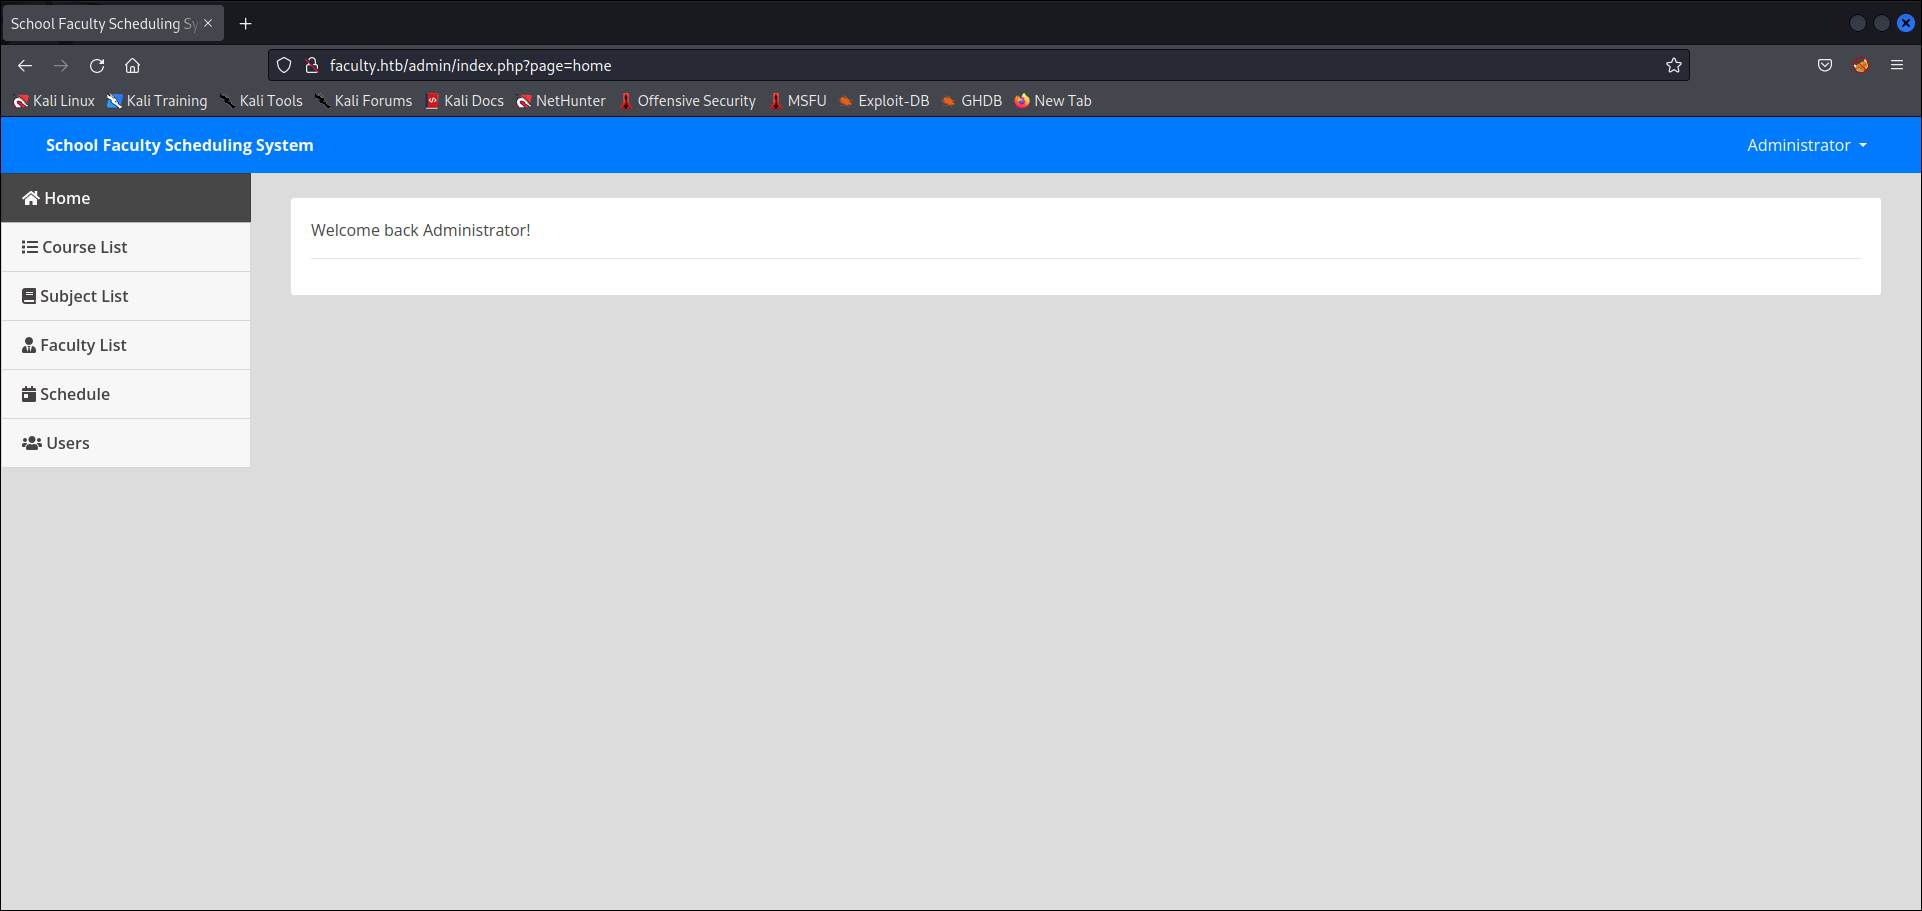 School Faculty Scheduling Sy
faculty.htb/admin/index.php?page=home
Kali Linux Kali Training Kali Tools Kali Forums Kali Docs NetHunter Offensive Security MSFU Exploit-DB GHDB New Tab
School Faculty Scheduling System Administrator
Home
Welcome back Administrator!
Course List
Subject List
Faculty List
Schedule
Users